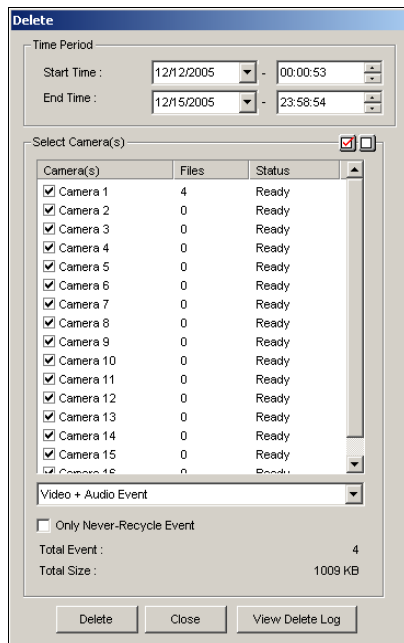 Delete
Time Period
Start Time : 12/12/2005 - 00:00:53
End Time : 12/15/2005 - 23:58:54
Select Camera(s)
Camera(s) Files Status
Camera 1 4 Ready
Camera 2 0 Ready
Camera 3 0 Ready
Camera 4 0 Ready
Camera 5 0 Ready
Camera 6 0 Ready
Camera 7 0 Ready
Camera 8 0 Ready
Camera 9 0 Ready
Camera 10 0 Ready
Camera 11 0 Ready
Camera 12 0 Ready
Camera 13 0 Ready
Camera 14 0 Ready
Camera 15 0 Ready
Camera 16 0 Ready
Video + Audio Event
Only Never-Recycle Event
Total Event : 4
Total Size : 1009 KB
Delete Close View Delete Log